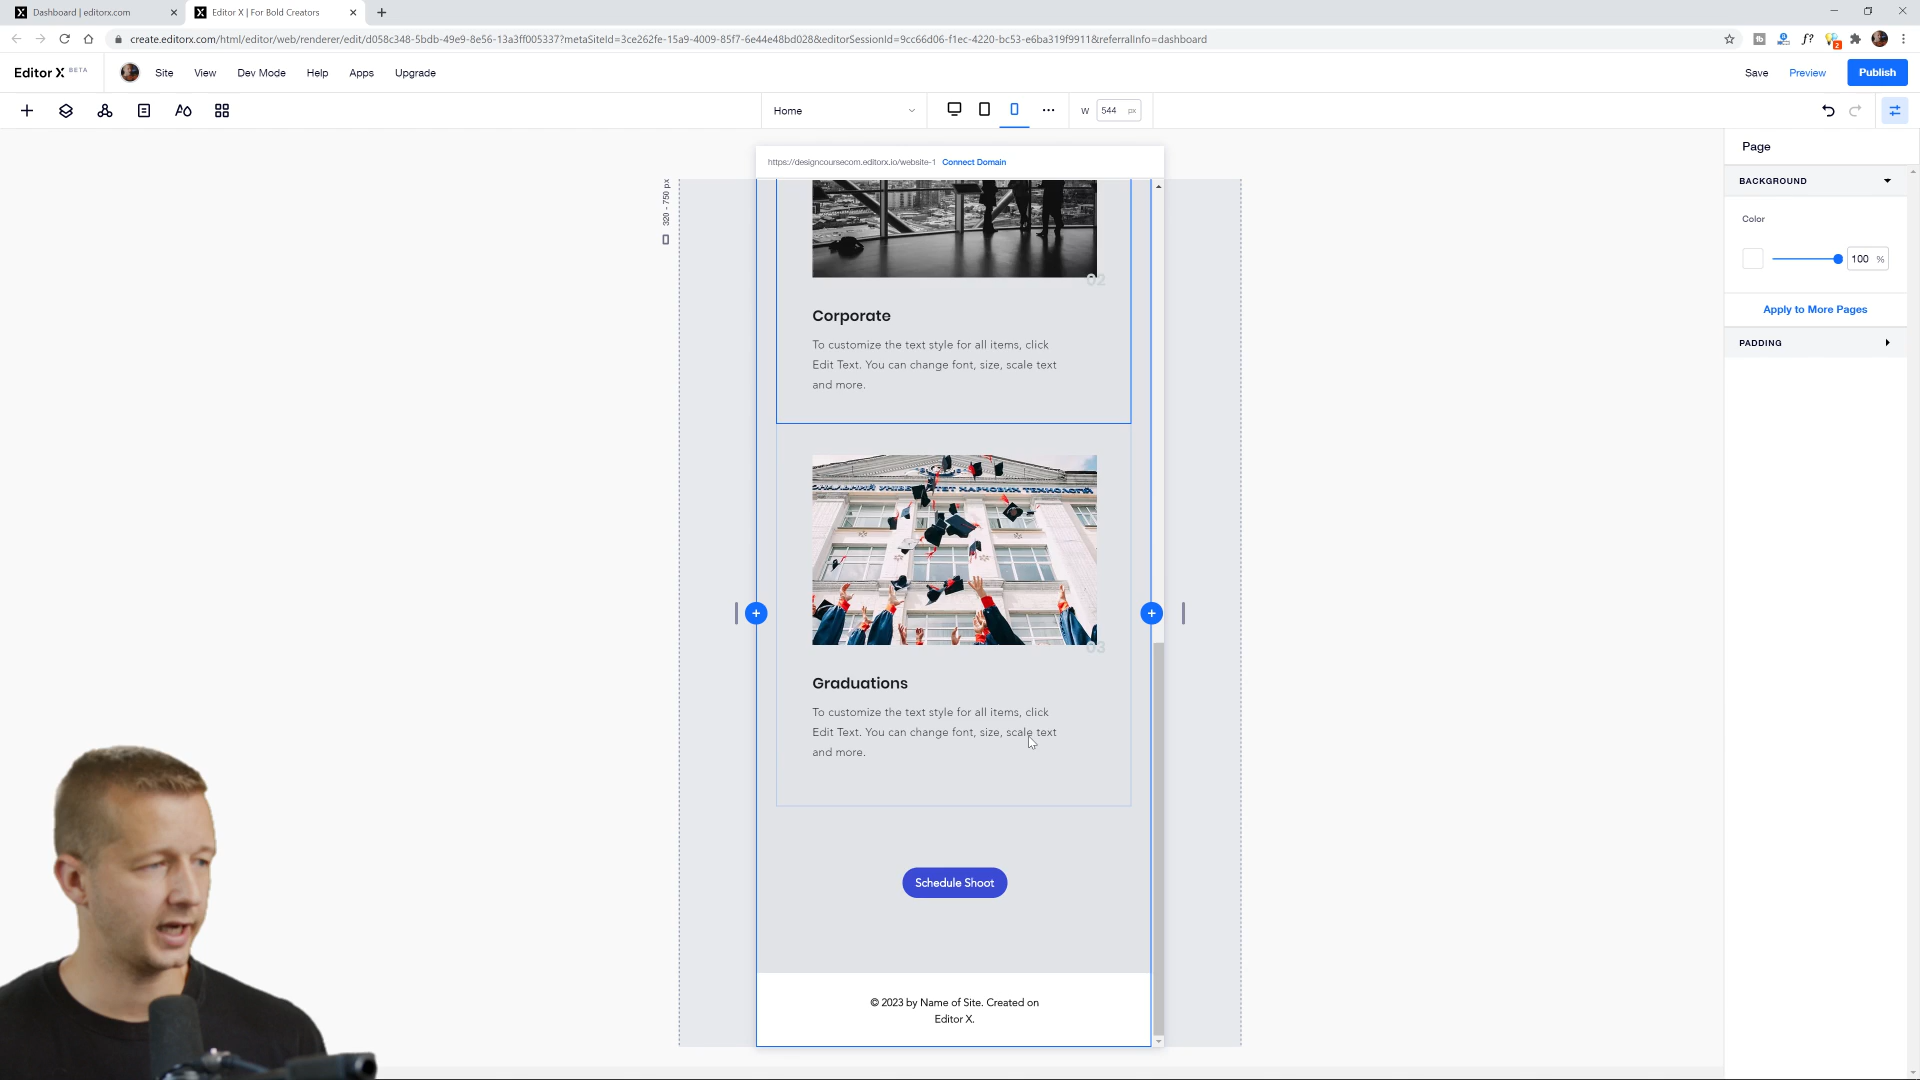 Dashboard | editorx.com
Editor X | For Bold Creators
create.editorx.com/html/editor/web/renderer/edit/d058c348-5bdb-49e9-8e56-13a3ff005337?metaSiteId=3ce262fe-15a9-4009-85f7-6e44e48bd028&editorSessionId=9cc66d06-f1ec-4220-bc53-e6ba319f9911&referralInfo=dashboard
f?
2
Editor X BETA
Site
View
Dev Mode
Help
Apps
Upgrade
Save
Preview
Publish
Home
W
544 px
https://designcoursecom.editorx.io/website-1
Connect Domain
320 - 750 px
Page
BACKGROUND
Color
100 %
Apply to More Pages
PADDING
02
Corporate
To customize the text style for all items, click
Edit Text. You can change font, size, scale text
and more.
УНІВЕРСИТЕТ ХАРЧОВИХ ТЕХНОЛОГІЙ
03
Graduations
To customize the text style for all items, click
Edit Text. You can change font, size, scale text
and more.
Schedule Shoot
© 2023 by Name of Site. Created on
Editor X.